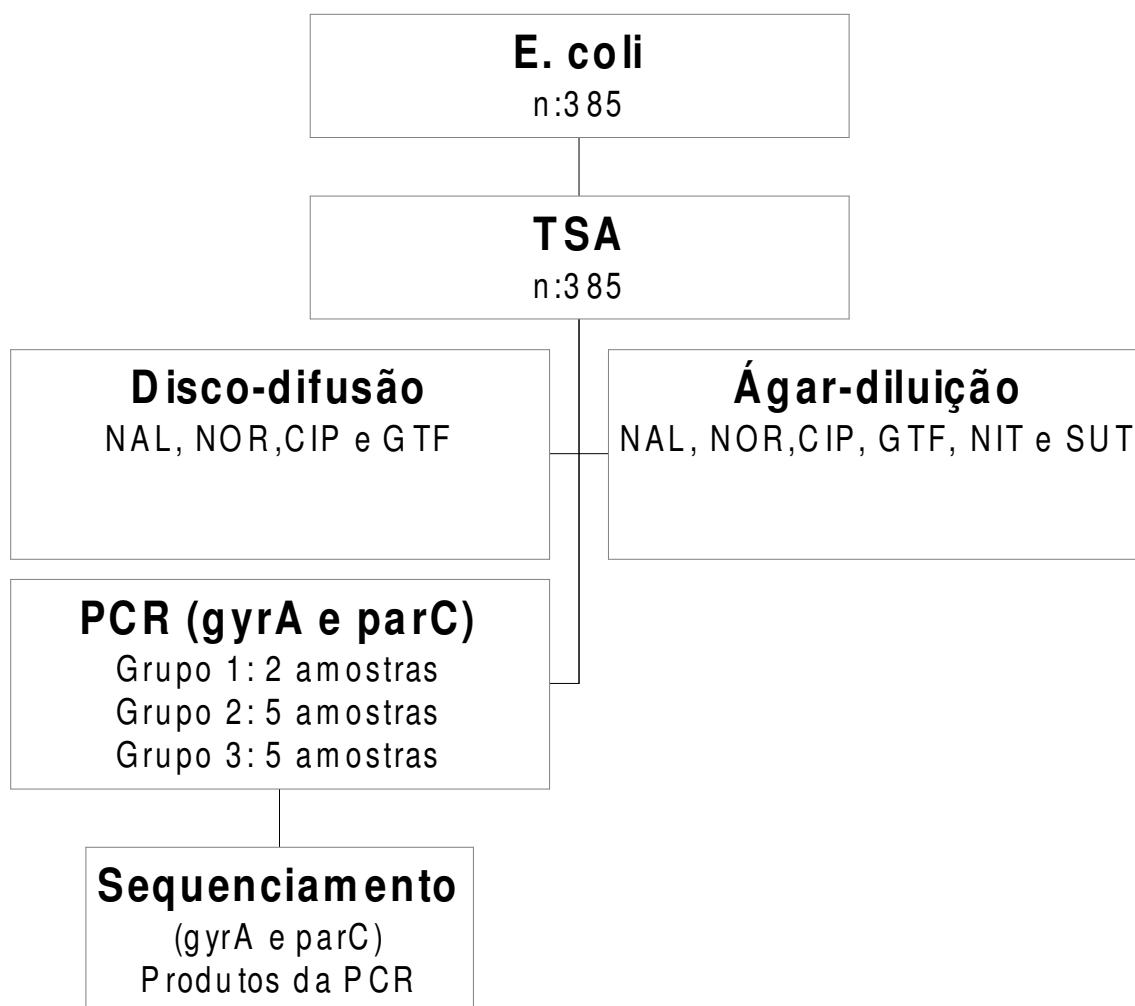 E. coli
n:385
TSA
n:385
Disco-difusão
NAL, NOR,CIP e GTF
Ágar-diluição
NAL, NOR,CIP, GTF, NIT e SUT
PCR (gyrA e parC)
Grupo 1: 2 amostras
Grupo 2: 5 amostras
Grupo 3: 5 amostras
Sequenciamento
(gyrA e parC)
Produtos da PCR